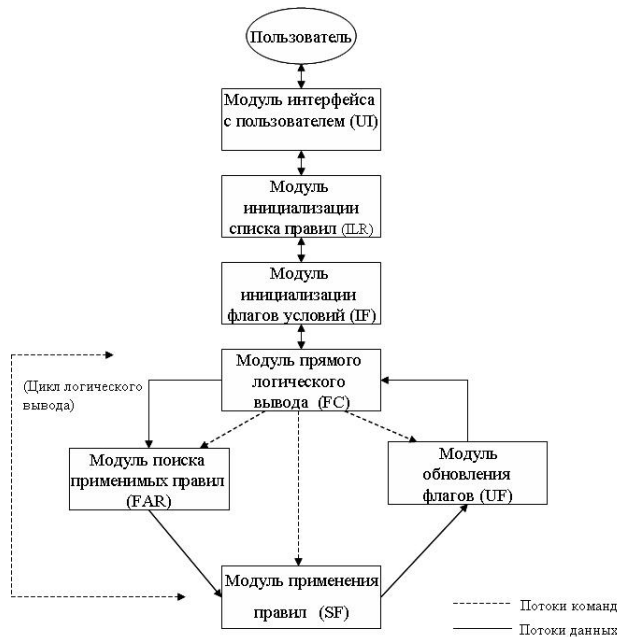 Пользователь
Модуль интерфейса
с пользователем (UI)
Модуль
инициализации
списка правил (ILR)
Модуль
инициализации
флагов условий (IF)
Модуль прямого
логического
вывода (FC)
(Цикл логического
вывода)
Модуль поиска
применимых правил
(FAR)
Модуль
обновления
флагов (UF)
Модуль применения
правил (SF)
Потоки команд
Потоки данных